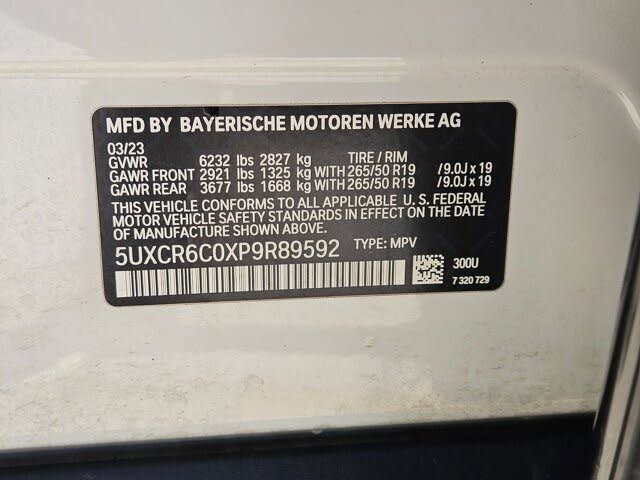 MFD BY BAYERISCHE MOTOREN WERKE AG
03/23
GVWR 6232 lbs 2827 kg TIRE / RIM
GAWR FRONT 2921 lbs 1325 kg WITH 265/50 R19 /9.0J x 19
GAWR REAR 3677 lbs 1668 kg WITH 265/50 R19 /9.0J x 19
THIS VEHICLE CONFORMS TO ALL APPLICABLE U.S. FEDERAL
MOTOR VEHICLE SAFETY STANDARDS IN EFFECT ON THE DATE
OF MANUFACTURE SHOWN ABOVE.
5UXCR6C0XP9R89592 TYPE: MPV
300U
7 320 729